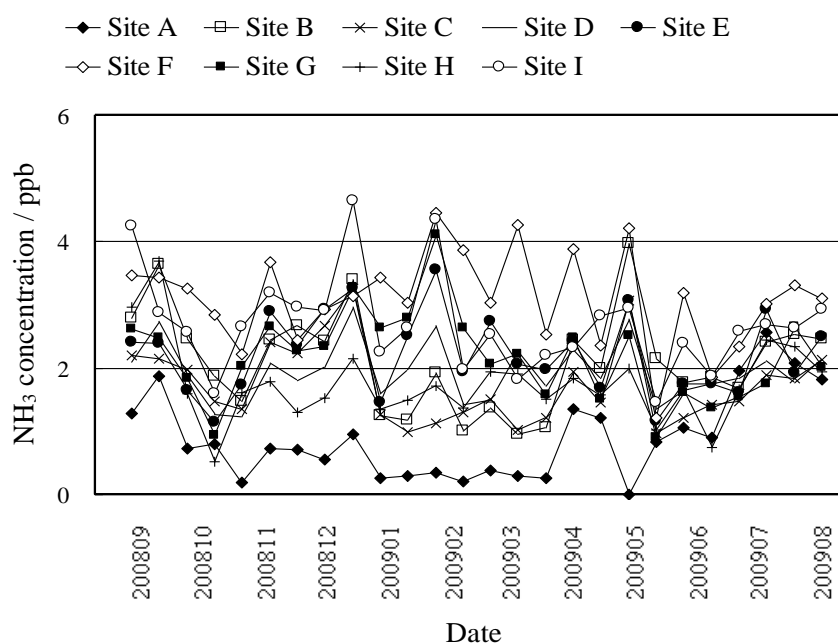 Site A Site B Site C Site D Site E
Site F Site G Site H Site I
NH₃ concentration / ppb
6
4
2
0
200809 200810 200811 200812 200901 200902 200903 200904 200905 200906 200907 200908
Date